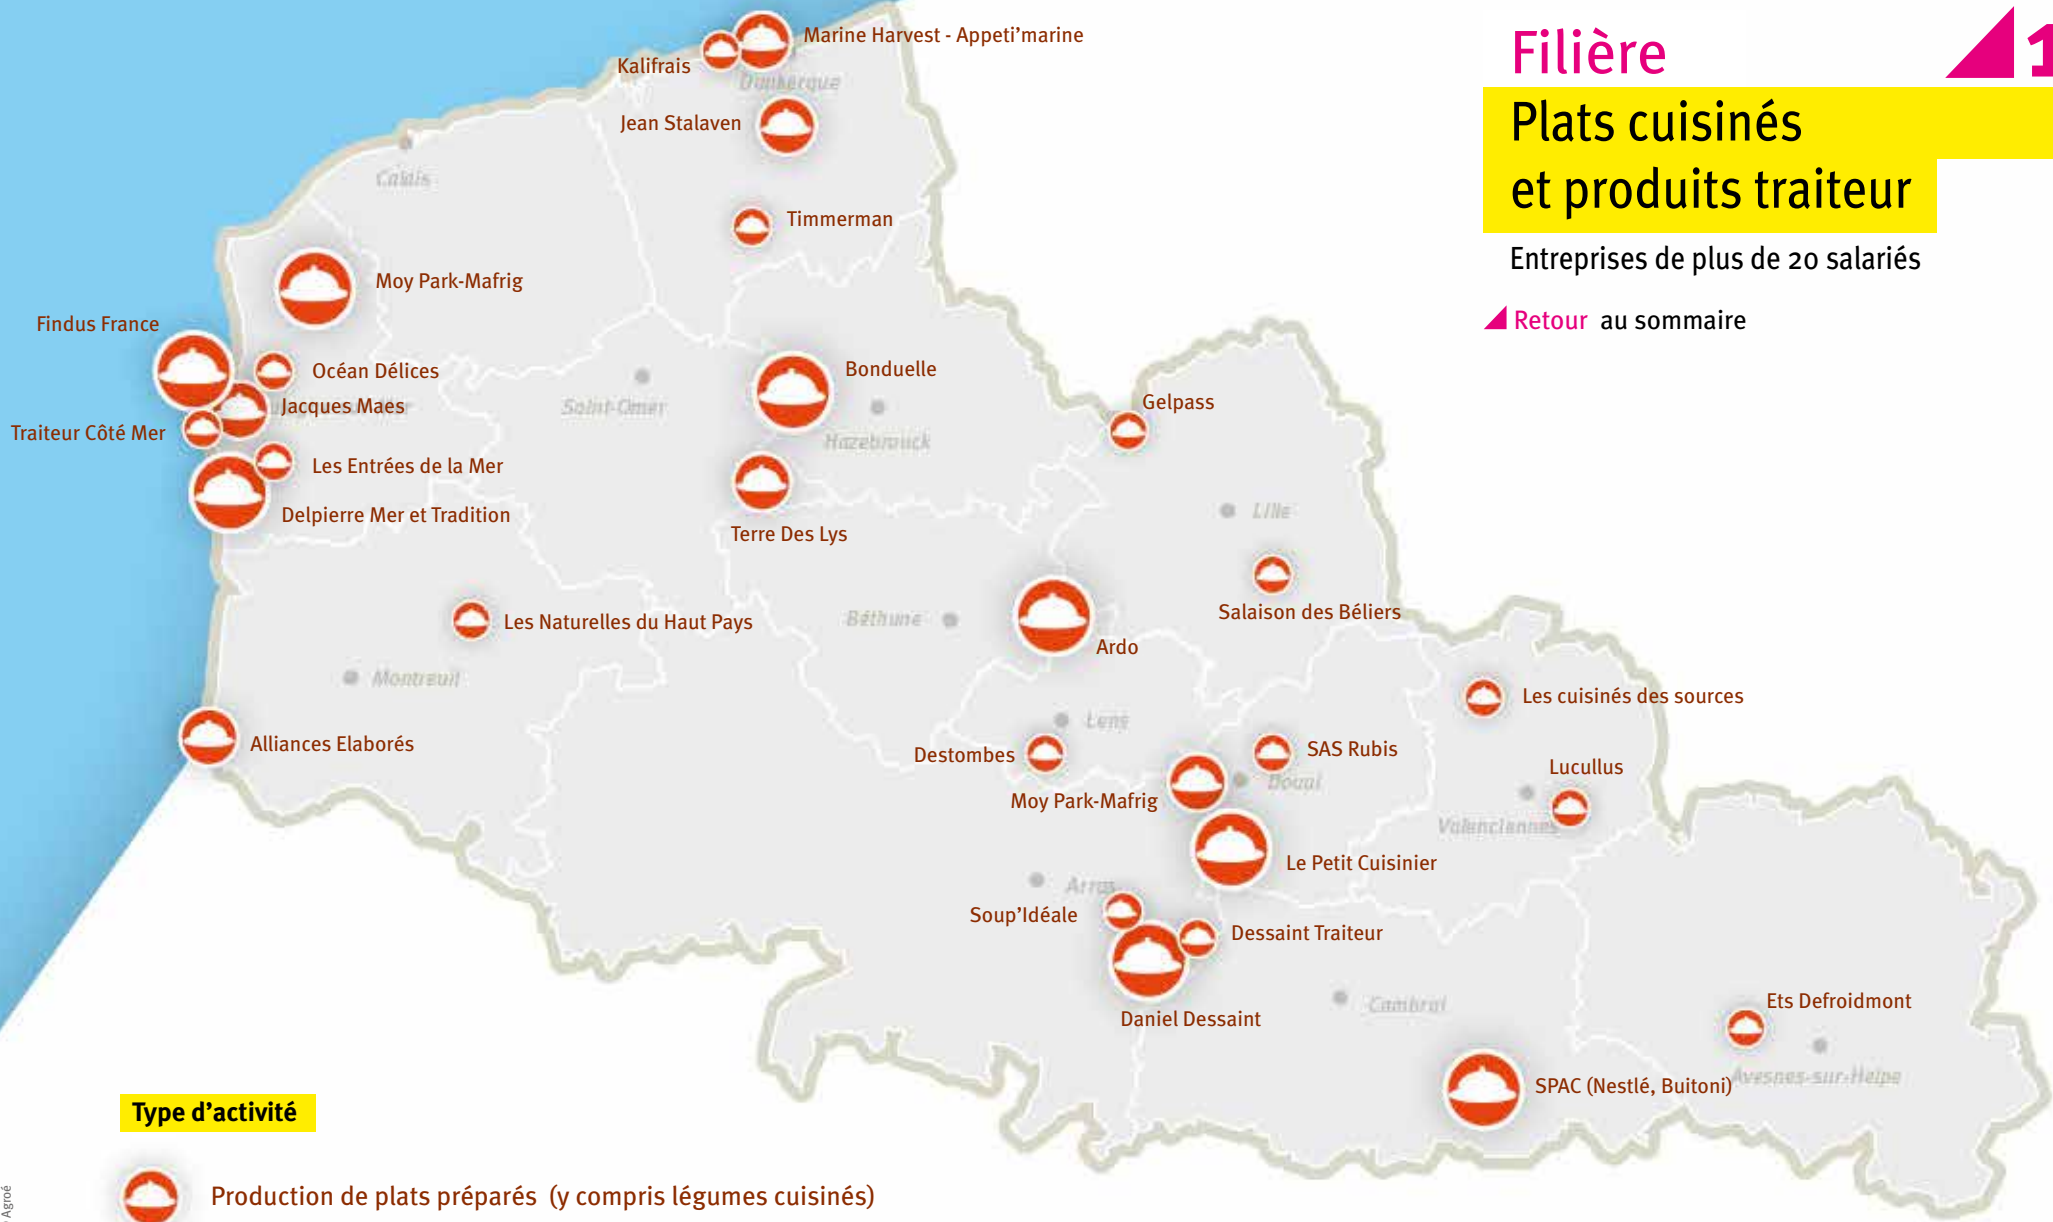 Filière
1
Plats cuisinés
et produits traiteur
Entreprises de plus de 20 salariés
Retour au sommaire
Marine Harvest - Appeti’marine
Kalifrais
Dunkerque
Jean Stalaven
Calais
Timmerman
Moy Park-Mafrig
Findus France
Océan Délices
Bonduelle
Saint-Omer
Jacques Maes
Gelpass
Traiteur Côté Mer
Hazebrouck
Les Entrées de la Mer
Delpierre Mer et Tradition
Lille
Terre Des Lys
Salaison des Béliers
Les Naturelles du Haut Pays
Béthune
Ardo
Montreuil
Les cuisinés des sources
Lens
Alliances Elaborés
Destombes
SAS Rubis
Lucullus
Douai
Moy Park-Mafrig
Valenciennes
Le Petit Cuisinier
Arras
Soup’Idéale
Dessaint Traiteur
Ets Defroidmont
Cambrai
Daniel Dessaint
SPAC (Nestlé, Buitoni)
Avesnes-sur-Helpe
Type d’activité
Production de plats préparés (y compris légumes cuisinés)
Agroé